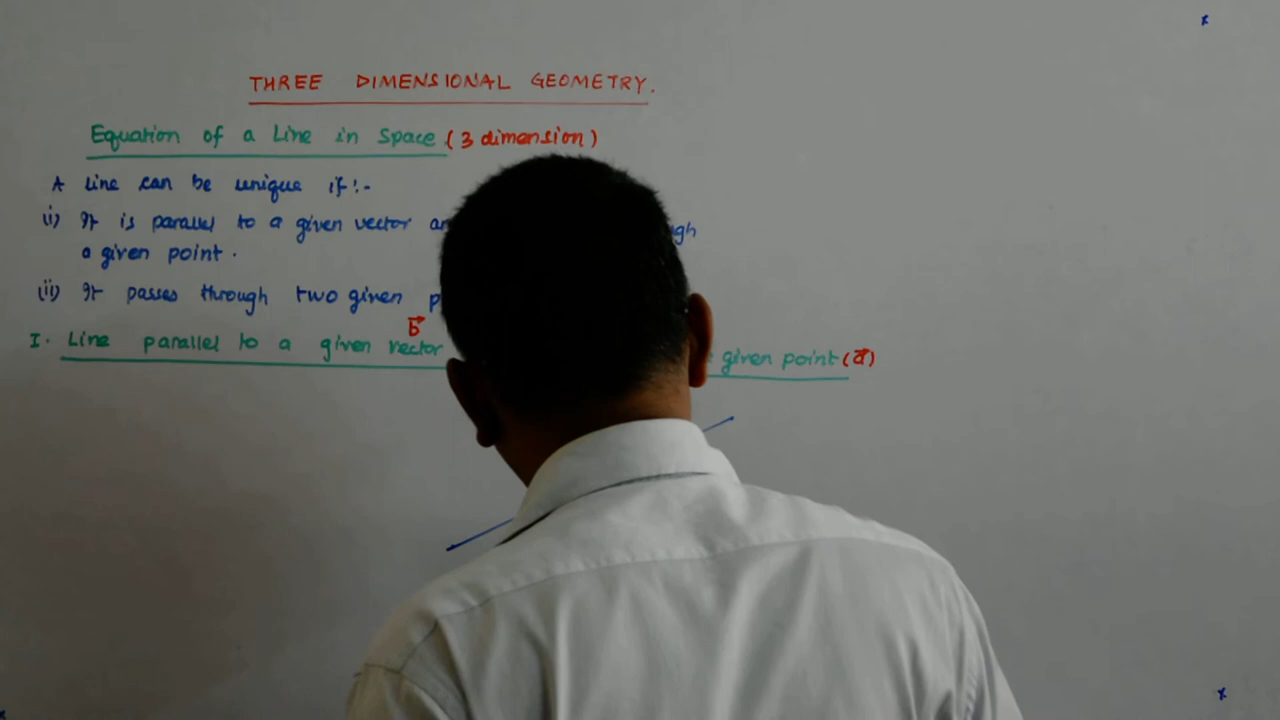 THREE DIMENSIONAL GEOMETRY.
Equation of a Line in Space (3 dimension)
A line can be unique if :-
(i) It is parallel to a given vector
a given point.
(ii) It passes through two given
I. Line parallel to a given vector b⃗ given point (a⃗)